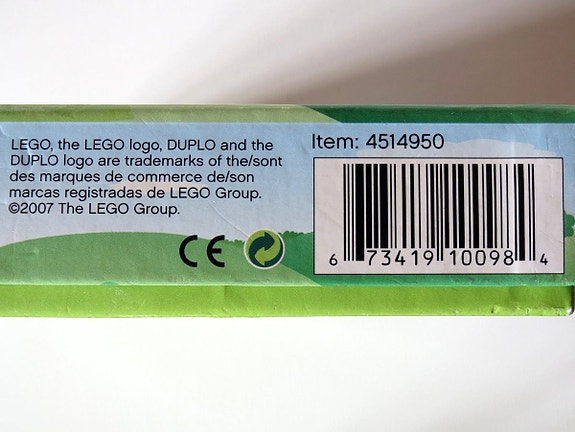 LEGO, the LEGO logo, DUPLO and the
DUPLO logo are trademarks of the/sont
des marques de commerce de/son
marcas registradas de LEGO Group.
©2007 The LEGO Group.
CE
Item: 4514950
6 73419 10098 4